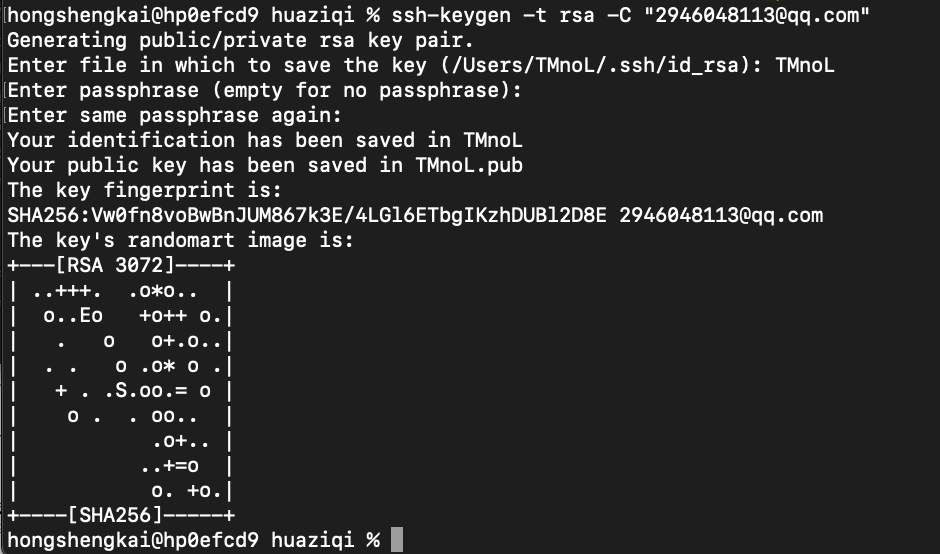 hongshengkai@hp0efcd9 huaziqi % ssh-keygen -t rsa -C "2946048113@qq.com"
Generating public/private rsa key pair.
Enter file in which to save the key (/Users/TMnoL/.ssh/id_rsa): TMnoL
Enter passphrase (empty for no passphrase):
Enter same passphrase again:
Your identification has been saved in TMnoL
Your public key has been saved in TMnoL.pub
The key fingerprint is:
SHA256:Vw0fn8voBwBnJUM867k3E/4LGl6ETbgIKzhDUBl2D8E 2946048113@qq.com
The key's randomart image is:
+---[RSA 3072]----+
| ..+++.  .o*o..  |
|  o..Eo   +o++ o.|
|   .   o   o+.o..|
|  . .   o .o* o .|
|   + . .S.oo.= o |
|    o .  . oo..  |
|           .o+.. |
|          ..+=o  |
|           o. +o.|
+----[SHA256]-----+
hongshengkai@hp0efcd9 huaziqi %